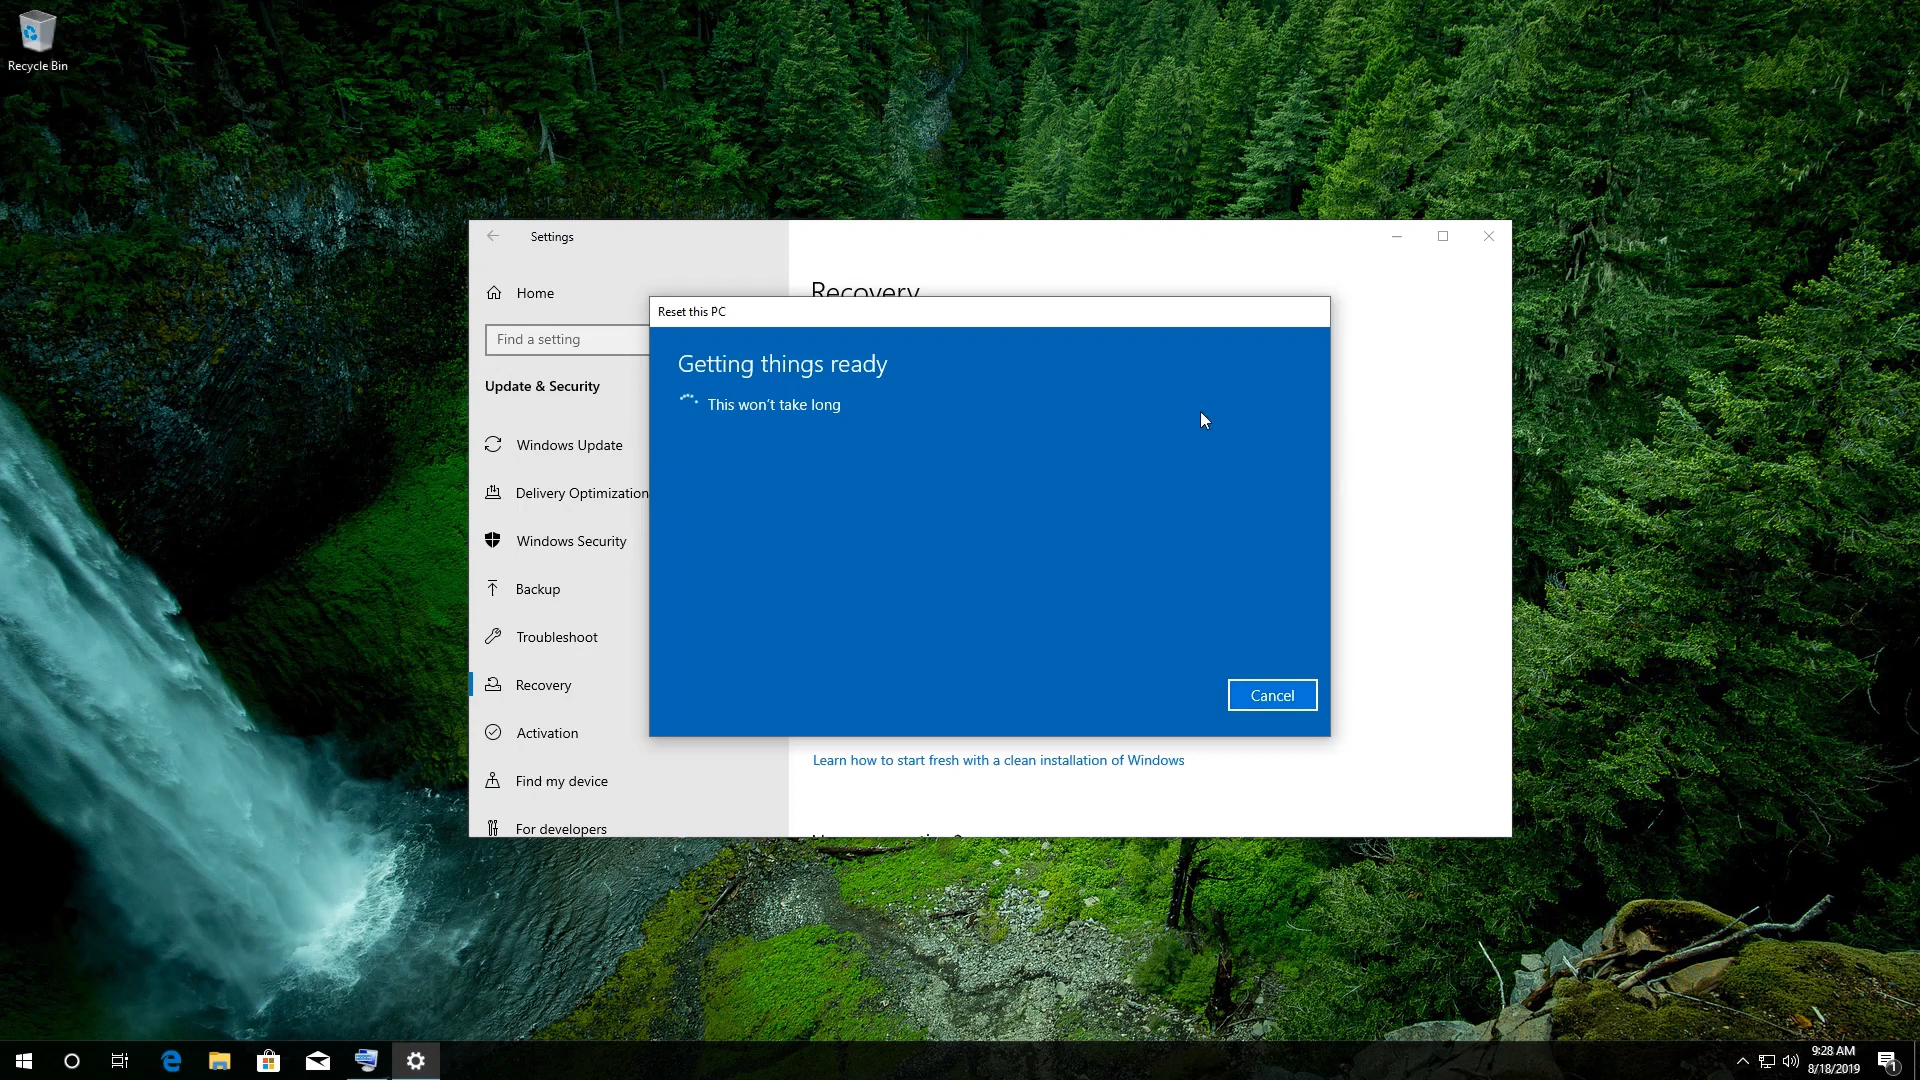 Recycle Bin
Settings
Home
Find a setting
Update & Security
Windows Update
Delivery Optimization
Windows Security
Backup
Troubleshoot
Recovery
Activation
Find my device
For developers
Recovery
Reset this PC
Getting things ready
This won't take long
Cancel
Learn how to start fresh with a clean installation of Windows
9:28 AM
8/18/2019
1